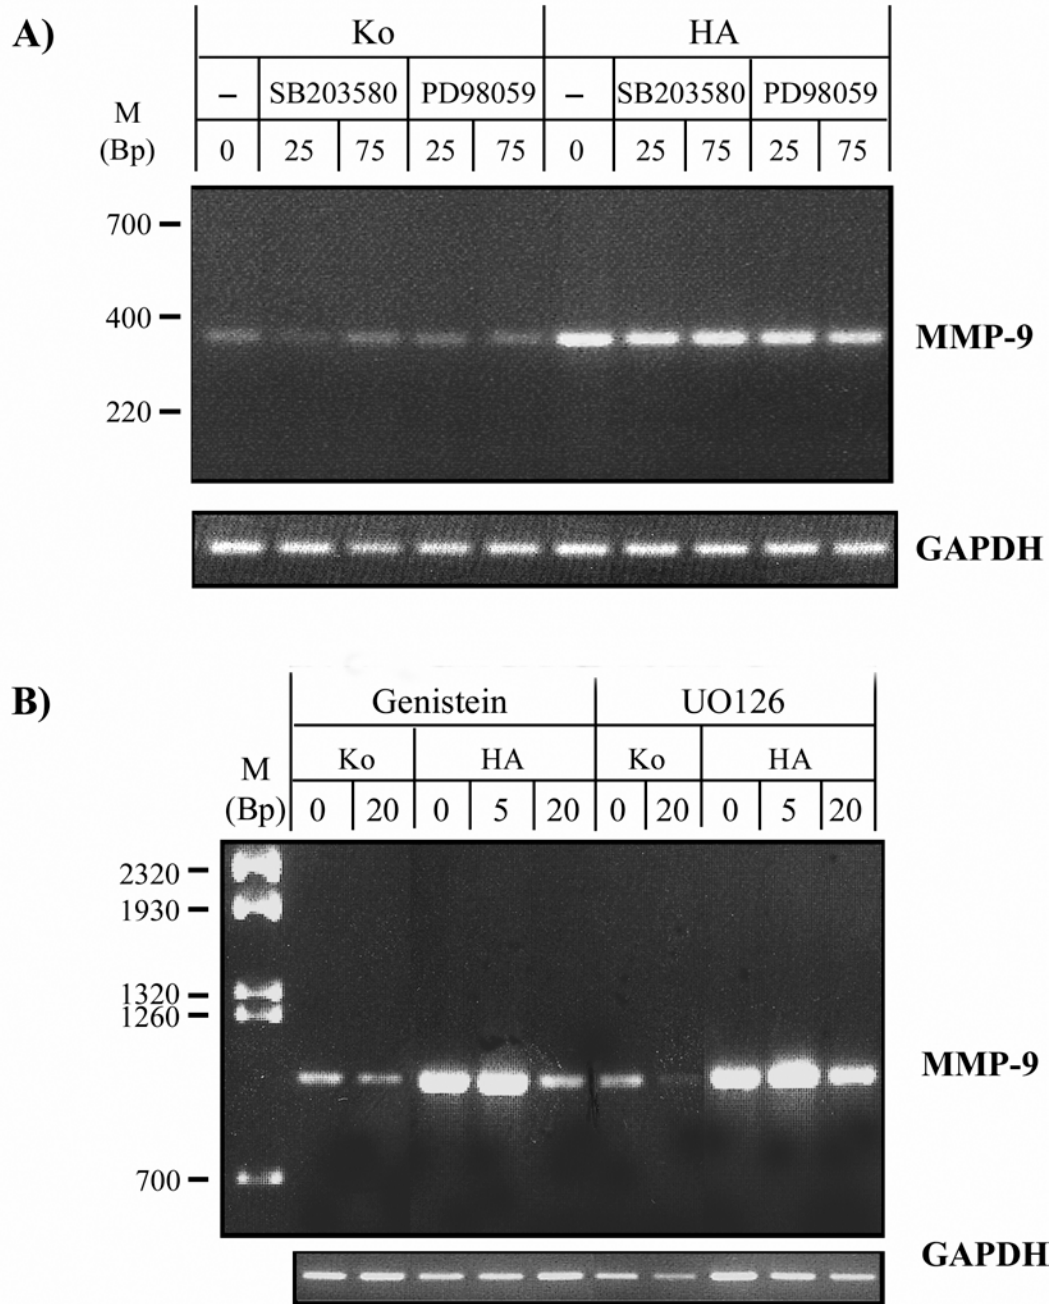 A)
Ko HA
– SB203580 PD98059 – SB203580 PD98059
M
(Bp) 0 25 75 25 75 0 25 75 25 75
700
400
MMP-9
220
GAPDH
B)
Genistein UO126
Ko HA Ko HA
M
(Bp) 0 20 0 5 20 0 20 0 5 20
2320
1930
1320
1260
MMP-9
700
GAPDH